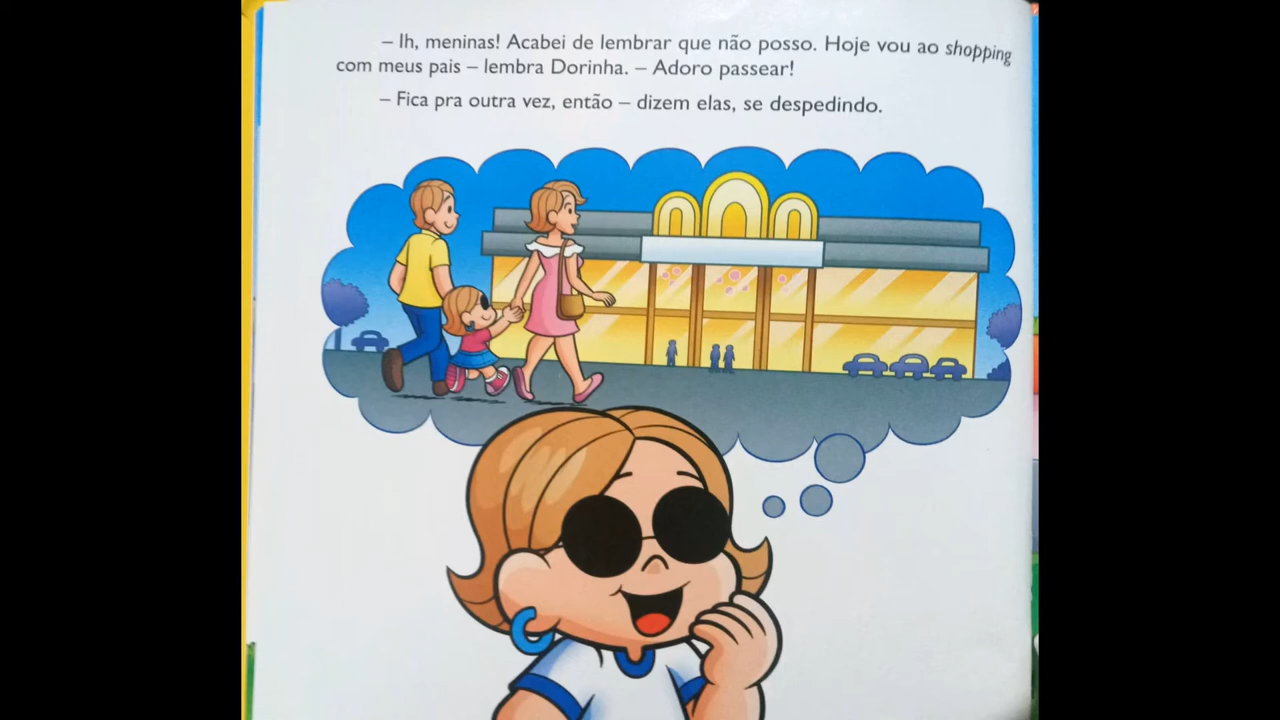 – Ih, meninas! Acabei de lembrar que não posso. Hoje vou ao shopping
com meus pais – lembra Dorinha. – Adoro passear!
– Fica pra outra vez, então – dizem elas, se despedindo.